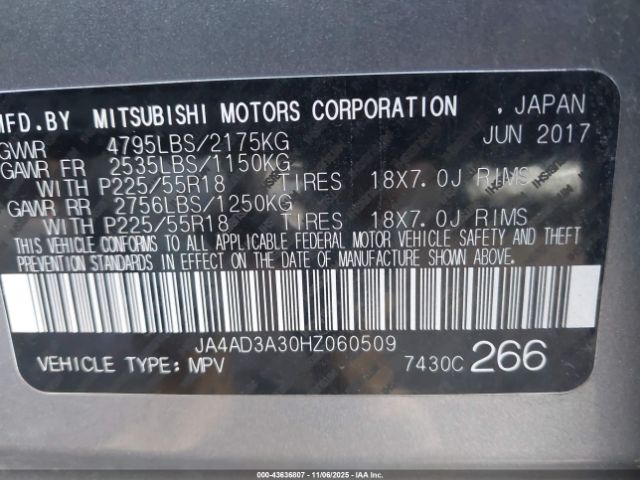 MFD.BY MITSUBISHI MOTORS CORPORATION , JAPAN
GVWR 4795LBS/2175KG JUN 2017
GAWR FR 2535LBS/1150KG
WITH P225/55R18 TIRES 18X7.0J RIMS
GAWR RR 2756LBS/1250KG
WITH P225/55R18 TIRES 18X7.0J RIMS
THIS VEHICLE CONFORMS TO ALL APPLICABLE FEDERAL MOTOR VEHICLE SAFETY AND THEFT
PREVENTION STANDARDS IN EFFECT ON THE DATE OF MANUFACTURE SHOWN ABOVE.
JA4AD3A30HZ060509
VEHICLE TYPE: MPV 7430C 266
000-43636807 - 11/06/2025 - IAAI.COM